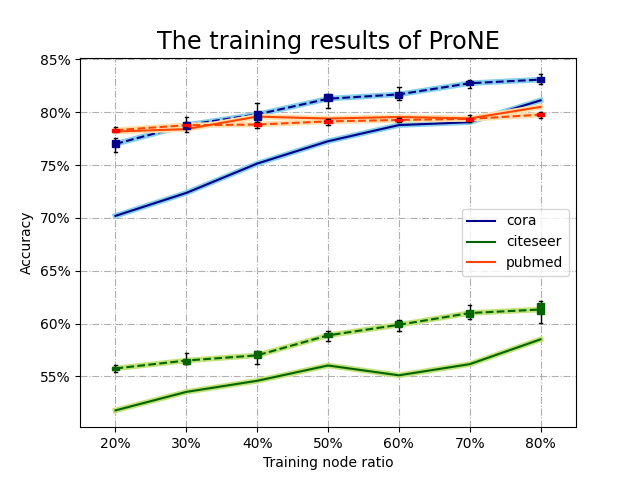 The training results of ProNE
85%
80%
75%
70%
65%
60%
55%
Accuracy
cora
citeseer
pubmed
20%
30%
40%
50%
60%
70%
80%
Training node ratio